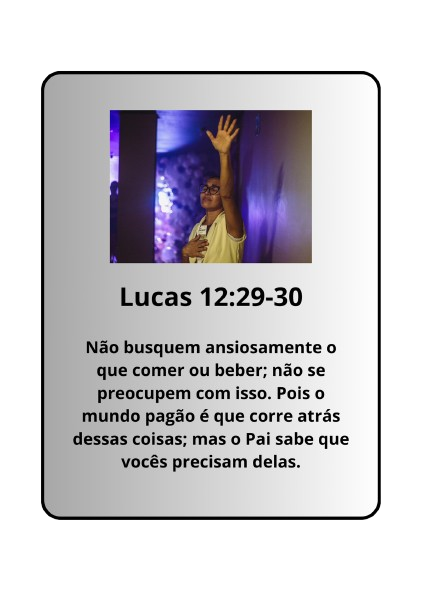 Lucas 12:29-30
Não busquem ansiosamente o
que comer ou beber; não se
preocupem com isso. Pois o
mundo pagão é que corre atrás
dessas coisas; mas o Pai sabe que
vocês precisam delas.